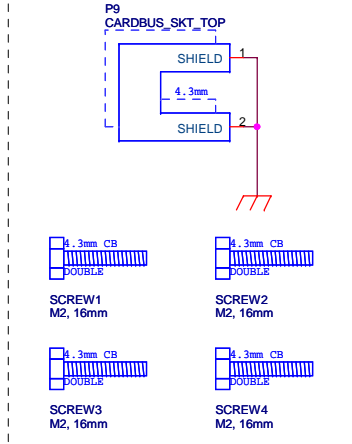 P9
CARDBUS_SKT_TOP
SHIELD 1
4.3mm
SHIELD 2
4.3mm CB
DOUBLE
SCREW1
M2, 16mm
4.3mm CB
DOUBLE
SCREW2
M2, 16mm
4.3mm CB
DOUBLE
SCREW3
M2, 16mm
4.3mm CB
DOUBLE
SCREW4
M2, 16mm